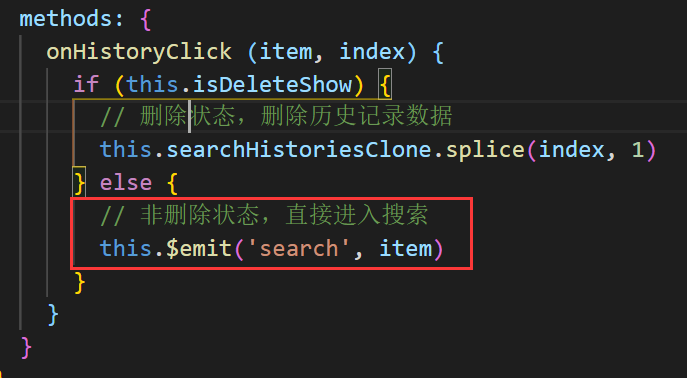 methods: {
onHistoryClick (item, index) {
if (this.isDeleteShow) {
// 删除状态，删除历史记录数据
this.searchHistoriesClone.splice(index, 1)
} else {
// 非删除状态，直接进入搜索
this.$emit('search', item)
}
}
}